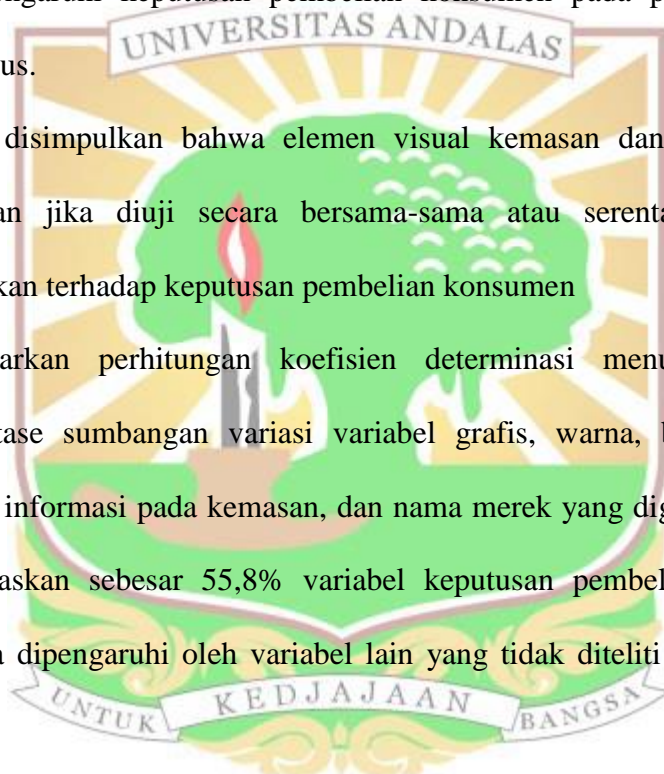 keputusan pembelian konsumen pada
UNIVERSITAS ANDALAS
us.
disimpulkan bahwa elemen visual kemasan dan
an jika diuji secara bersama-sama atau serenta
kan terhadap keputusan pembelian konsumen
arkan perhitungan koefisien determinasi menu
tase sumbangan variasi variabel grafis, warna, b
informasi pada kemasan, dan nama merek yang dig
askan sebesar 55,8% variabel keputusan pembel
a dipengaruhi oleh variabel lain yang tidak diteliti
UNTUK KEDJAJAAN BANGSA